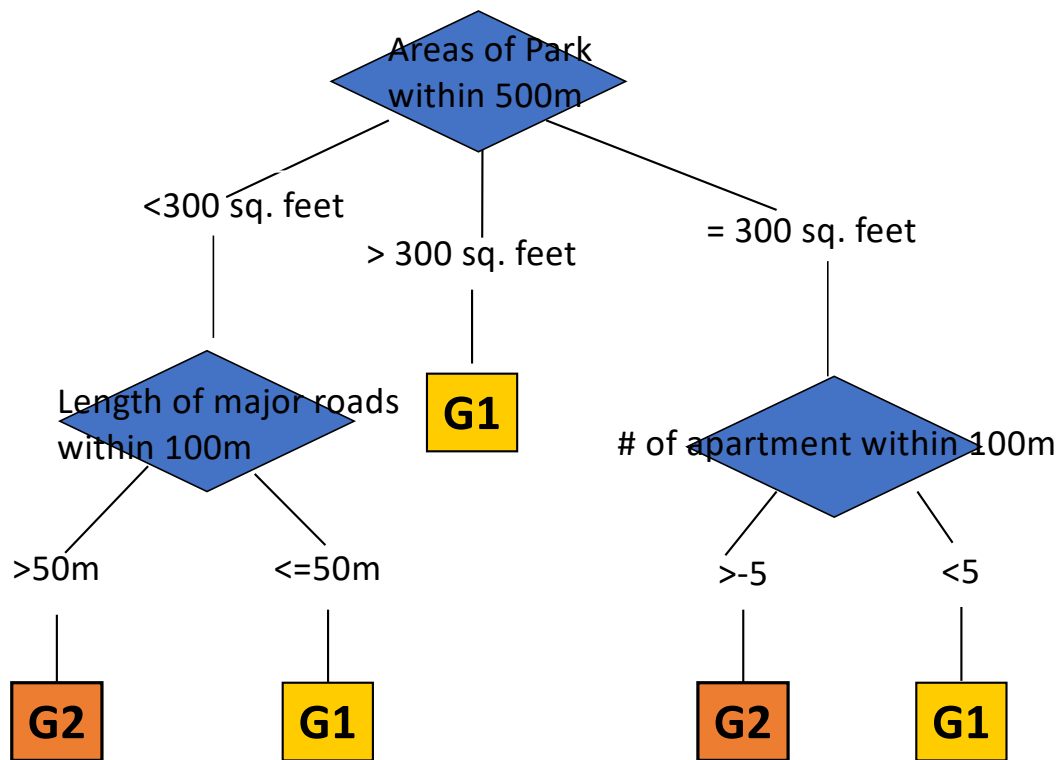 Areas of Park
within 500m
<300 sq. feet
> 300 sq. feet
= 300 sq. feet
Length of major roads
within 100m
G1
# of apartment within 100m
>50m
<=50m
>-5
<5
G2
G1
G2
G1